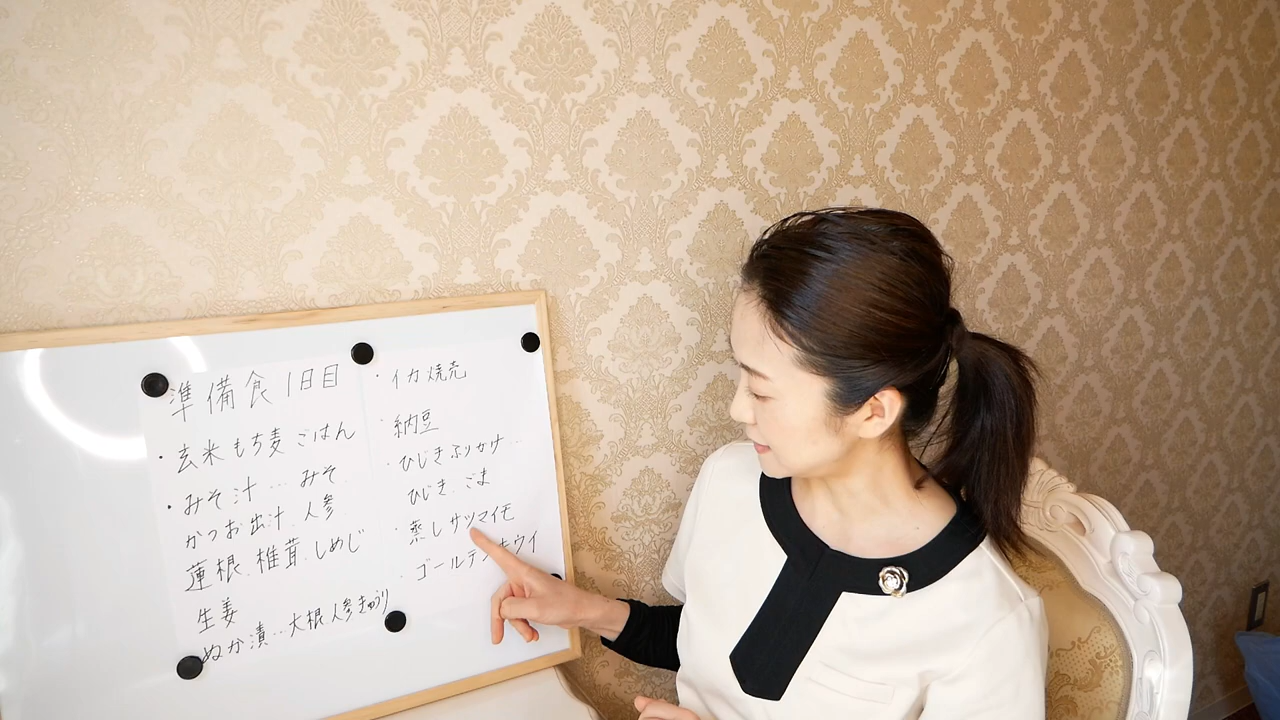 準備食 1日目
・玄米もち麦ごはん
・みそ汁…みそ
かつお出汁、人参
蓮根、椎茸、しめじ
生姜
ぬか漬…大根人参きゅうり
・イカ焼売
・納豆
・ひじきふりかけ…
ひじき、ごま
・蒸しサツマイモ
・ゴールデンキウイ